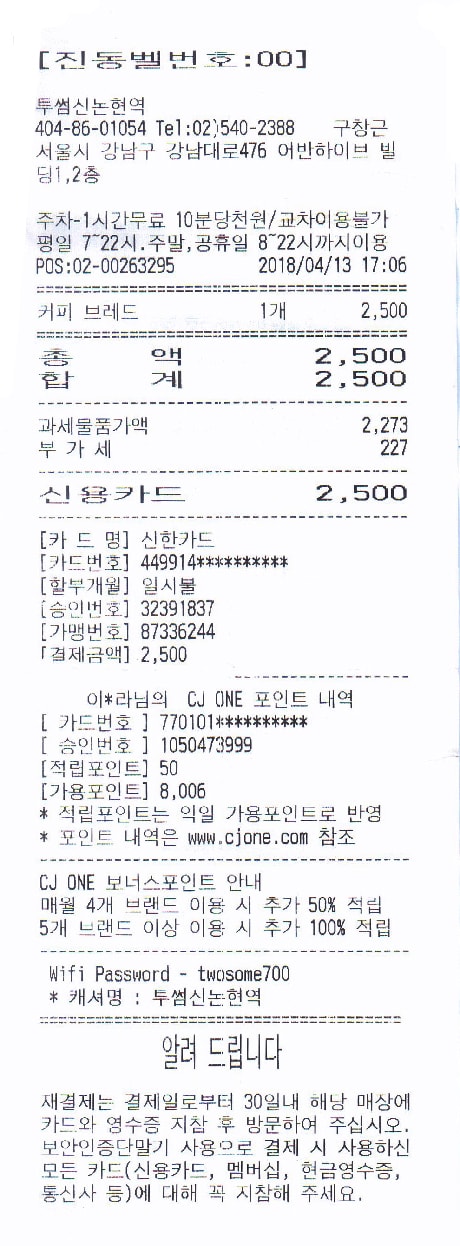 [진동벨번호:00]
투썸신논현역
404-86-01054 Tel:02)540-2388 구창근
서울시 강남구 강남대로476 어반하이브 빌
딩1,2층
주차-1시간무료 10분당천원/교차이용불가
평일 7~22시.주말,공휴일 8~22시까지이용
POS:02-00263295 2018/04/13 17:06
커피 브레드 1개 2,500
총 액 2,500
합 계 2,500
과세물품가액 2,273
부 가 세 227
신용카드 2,500
[카 드 명] 신한카드
[카드번호] 449914**********
[할부개월] 일시불
[승인번호] 32391837
[가맹번호] 87336244
[결제금액] 2,500
이*라님의 CJ ONE 포인트 내역
[ 카드번호 ] 770101**********
[ 승인번호 ] 1050473999
[적립포인트] 50
[가용포인트] 8,006
* 적립포인트는 익일 가용포인트로 반영
* 포인트 내역은 www.cjone.com 참조
CJ ONE 보너스포인트 안내
매월 4개 브랜드 이용 시 추가 50% 적립
5개 브랜드 이상 이용 시 추가 100% 적립
Wifi Password - twosome700
* 캐셔명 : 투썸신논현역
알려 드립니다
재결제는 결제일로부터 30일내 해당 매상에
카드와 영수증 지참 후 방문하여 주십시오.
보안인증단말기 사용으로 결제 시 사용하신
모든 카드(신용카드, 멤버십, 현금영수증,
통신사 등)에 대해 꼭 지참해 주세요.